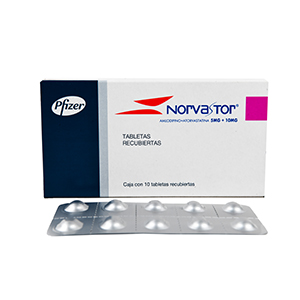 Pfizer
NORVASTOR®
AMLODIPINO/ATORVASTATINA 5MG + 10MG
TABLETAS
RECUBIERTAS
Caja con 10 tabletas recubiertas